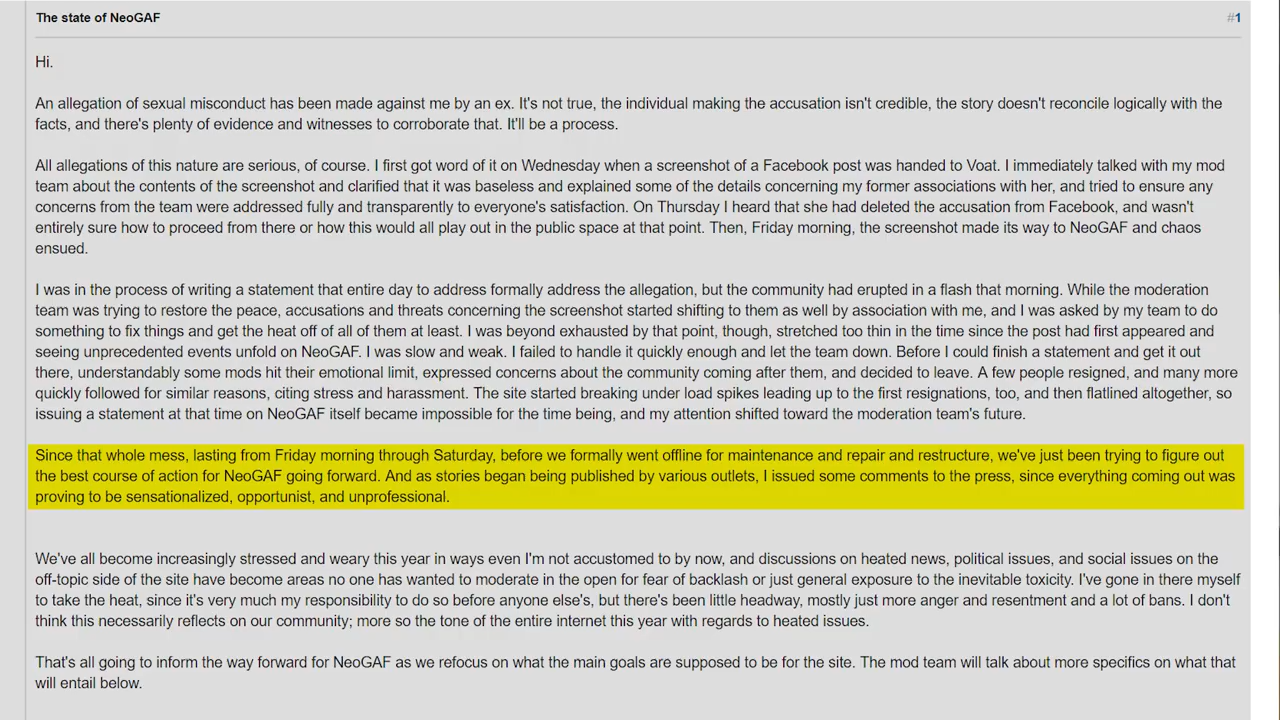 The state of NeoGAF
#1
Hi.
An allegation of sexual misconduct has been made against me by an ex. It's not true, the individual making the accusation isn't credible, the story doesn't reconcile logically with the
facts, and there's plenty of evidence and witnesses to corroborate that. It'll be a process.
All allegations of this nature are serious, of course. I first got word of it on Wednesday when a screenshot of a Facebook post was handed to Voat. I immediately talked with my mod
team about the contents of the screenshot and clarified that it was baseless and explained some of the details concerning my former associations with her, and tried to ensure any
concerns from the team were addressed fully and transparently to everyone's satisfaction. On Thursday I heard that she had deleted the accusation from Facebook, and wasn't
entirely sure how to proceed from there or how this would all play out in the public space at that point. Then, Friday morning, the screenshot made its way to NeoGAF and chaos
ensued.
I was in the process of writing a statement that entire day to address formally address the allegation, but the community had erupted in a flash that morning. While the moderation
team was trying to restore the peace, accusations and threats concerning the screenshot started shifting to them as well by association with me, and I was asked by my team to do
something to fix things and get the heat off of all of them at least. I was beyond exhausted by that point, though, stretched too thin in the time since the post had first appeared and
seeing unprecedented events unfold on NeoGAF. I was slow and weak. I failed to handle it quickly enough and let the team down. Before I could finish a statement and get it out
there, understandably some mods hit their emotional limit, expressed concerns about the community coming after them, and decided to leave. A few people resigned, and many more
quickly followed for similar reasons, citing stress and harassment. The site started breaking under load spikes leading up to the first resignations, too, and then flatlined altogether, so
issuing a statement at that time on NeoGAF itself became impossible for the time being, and my attention shifted toward the moderation team's future.
Since that whole mess, lasting from Friday morning through Saturday, before we formally went offline for maintenance and repair and restructure, we've just been trying to figure out
the best course of action for NeoGAF going forward. And as stories began being published by various outlets, I issued some comments to the press, since everything coming out was
proving to be sensationalized, opportunist, and unprofessional.
We've all become increasingly stressed and weary this year in ways even I'm not accustomed to by now, and discussions on heated news, political issues, and social issues on the
off-topic side of the site have become areas no one has wanted to moderate in the open for fear of backlash or just general exposure to the inevitable toxicity. I've gone in there myself
to take the heat, since it's very much my responsibility to do so before anyone else's, but there's been little headway, mostly just more anger and resentment and a lot of bans. I don't
think this necessarily reflects on our community; more so the tone of the entire internet this year with regards to heated issues.
That's all going to inform the way forward for NeoGAF as we refocus on what the main goals are supposed to be for the site. The mod team will talk about more specifics on what that
will entail below.